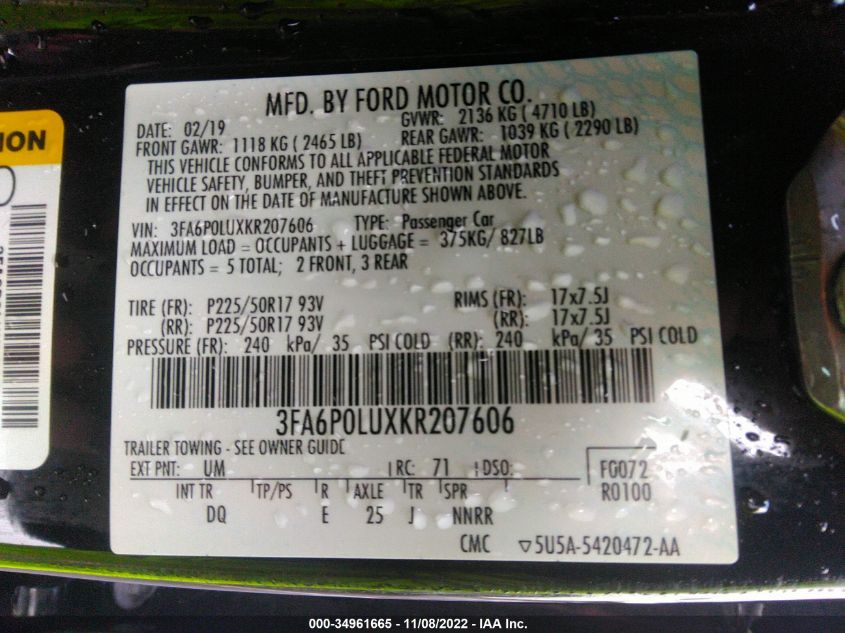 MFD. BY FORD MOTOR CO.
DATE: 02/19 GVWR: 2136 KG ( 4710 LB)
FRONT GAWR: 1118 KG ( 2465 LB) REAR GAWR: 1039 KG ( 2290 LB)
THIS VEHICLE CONFORMS TO ALL APPLICABLE FEDERAL MOTOR
VEHICLE SAFETY, BUMPER, AND THEFT PREVENTION STANDARDS
IN EFFECT ON THE DATE OF MANUFACTURE SHOWN ABOVE.
VIN: 3FA6P0LUXKR207606 TYPE: Passenger Car
MAXIMUM LOAD = OCCUPANTS + LUGGAGE = 375KG/ 827LB
OCCUPANTS = 5 TOTAL; 2 FRONT, 3 REAR
TIRE (FR): P225/50R17 93V RIMS (FR): 17x7.5J
(RR): P225/50R17 93V (RR): 17x7.5J
PRESSURE (FR): 240 kPa/ 35 PSI COLD (RR): 240 kPa/ 35 PSI COLD
3FA6P0LUXKR207606
TRAILER TOWING - SEE OWNER GUIDE
EXT PNT: UM RC: 71 DSO: FG072
R0100
INT TR TP/PS R AXLE TR SPR
DQ E 25 J NNRR
CMC ▽5U5A-5420472-AA
ION
000-34961665 - 11/08/2022 - IAA Inc.